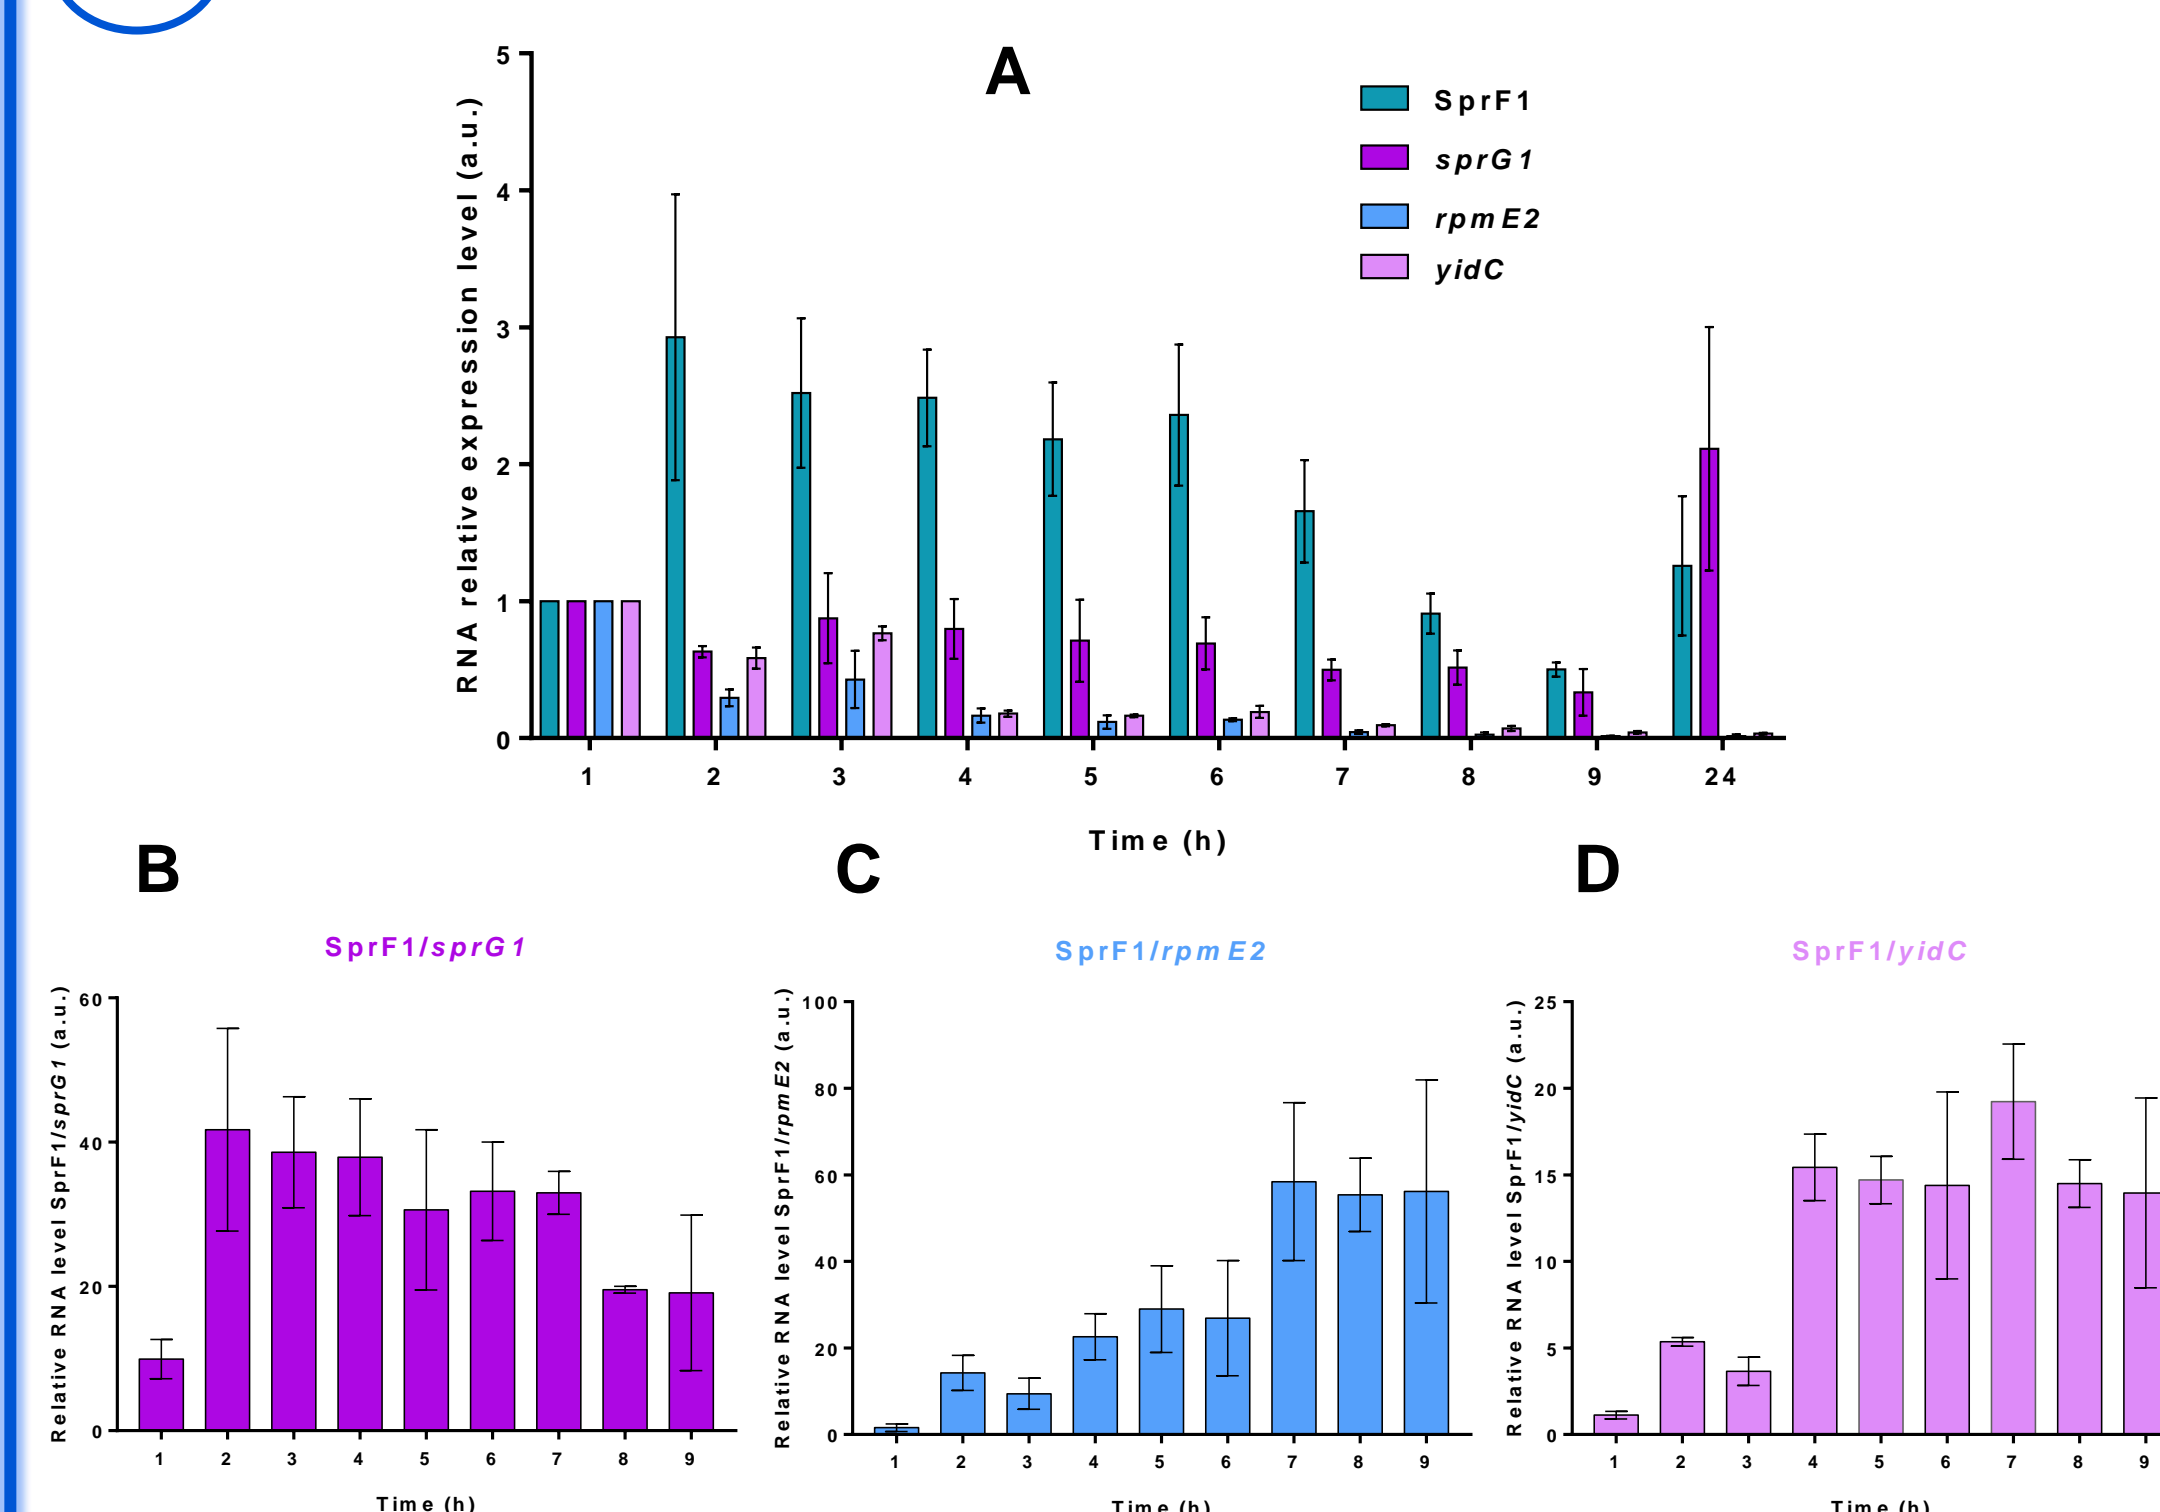 A
RNA relative expression level (a.u.)
5
4
3
2
1
0
SprF1
sprG1
rpmE2
yidC
1 2 3 4 5 6 7 8 9 24
Time (h)
B
SprF1/sprG1
Relative RNA level SprF1/sprG1 (a.u.)
60
40
20
0
1 2 3 4 5 6 7 8 9
Time (h)
C
SprF1/rpmE2
Relative RNA level SprF1/rpmE2 (a.u.)
100
80
60
40
20
0
1 2 3 4 5 6 7 8 9
Time (h)
D
SprF1/yidC
Relative RNA level SprF1/yidC (a.u.)
25
20
15
10
5
0
1 2 3 4 5 6 7 8 9
Time (h)